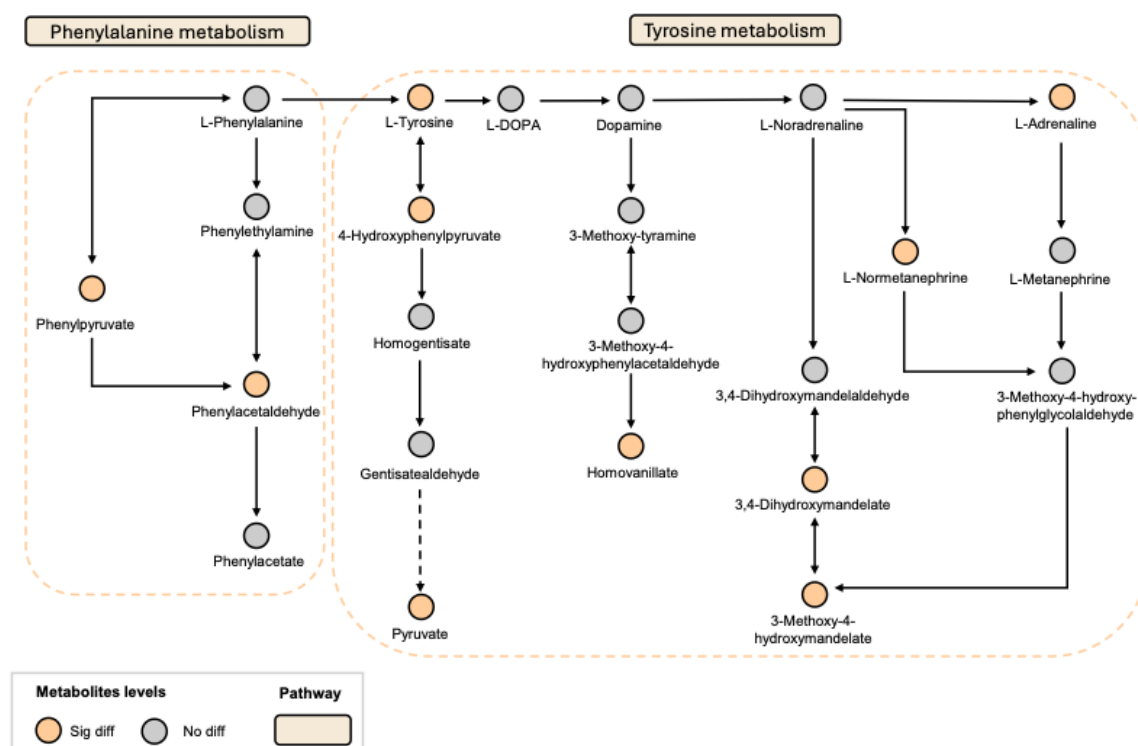 Phenylalanine metabolism
Tyrosine metabolism
L-Phenylalanine
L-Tyrosine
L-DOPA
Dopamine
L-Noradrenaline
L-Adrenaline
Phenylethylamine
4-Hydroxyphenylpyruvate
3-Methoxy-tyramine
L-Normetanephrine
L-Metanephrine
Phenylpyruvate
Homogentisate
3-Methoxy-4-
hydroxyphenylacetaldehyde
3,4-Dihydroxymandelaldehyde
3-Methoxy-4-hydroxy-
phenylglycolaldehyde
Phenylacetaldehyde
Gentisatealdehyde
Homovanillate
3,4-Dihydroxymandelate
Phenylacetate
Pyruvate
3-Methoxy-4-
hydroxymandelate
Metabolites levels
Pathway
Sig diff
No diff